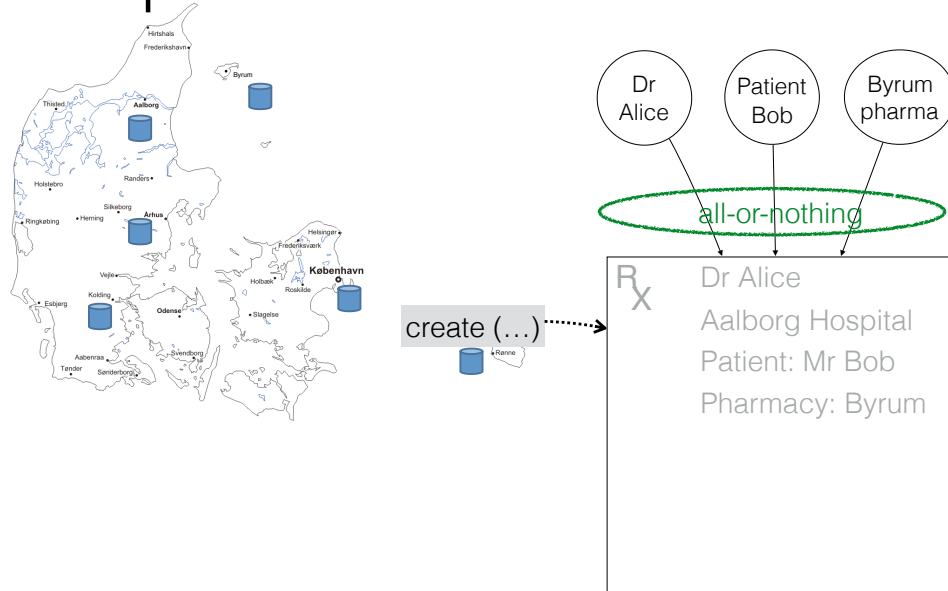 Hirtshals
Frederikshavn
Byrum
Thisted
Aalborg
Randers
Holstebro
Silkeborg
Århus
Ringkøbing
Herning
Helsingør
Frederiksværk
København
Holbæk
Roskilde
Vejle
Kolding
Esbjerg
Odense
Slagelse
Svendborg
Aabenraa
Tønder
Sønderborg
Rønne
create (...)
Dr
Alice
Patient
Bob
Byrum
pharma
all-or-nothing
RX
Dr Alice
Aalborg Hospital
Patient: Mr Bob
Pharmacy: Byrum